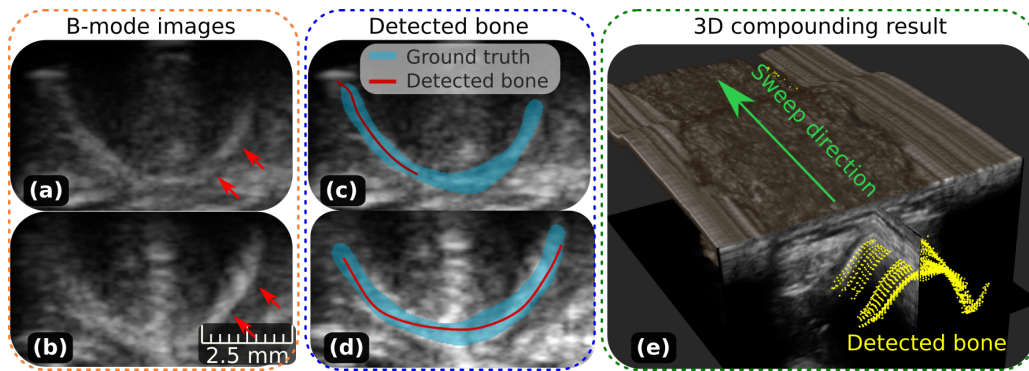 B-mode images
Detected bone
3D compounding result
Ground truth
Detected bone
Sweep direction
(a)
(c)
(b)
2.5 mm
(d)
(e)
Detected bone